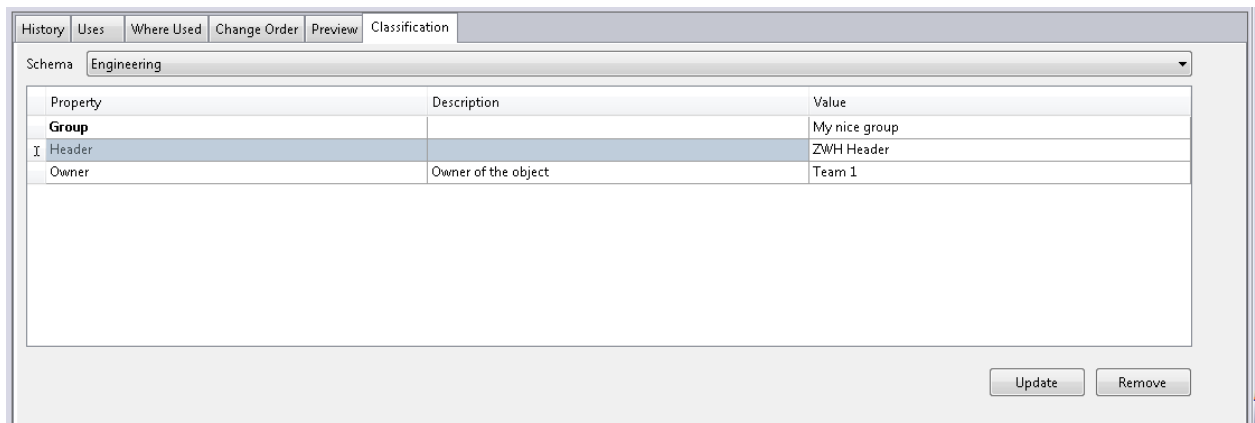 History Uses Where Used Change Order Preview Classification
Schema Engineering
Property Description Value
Group My nice group
Header ZWH Header
Owner Owner of the object Team 1
Update Remove